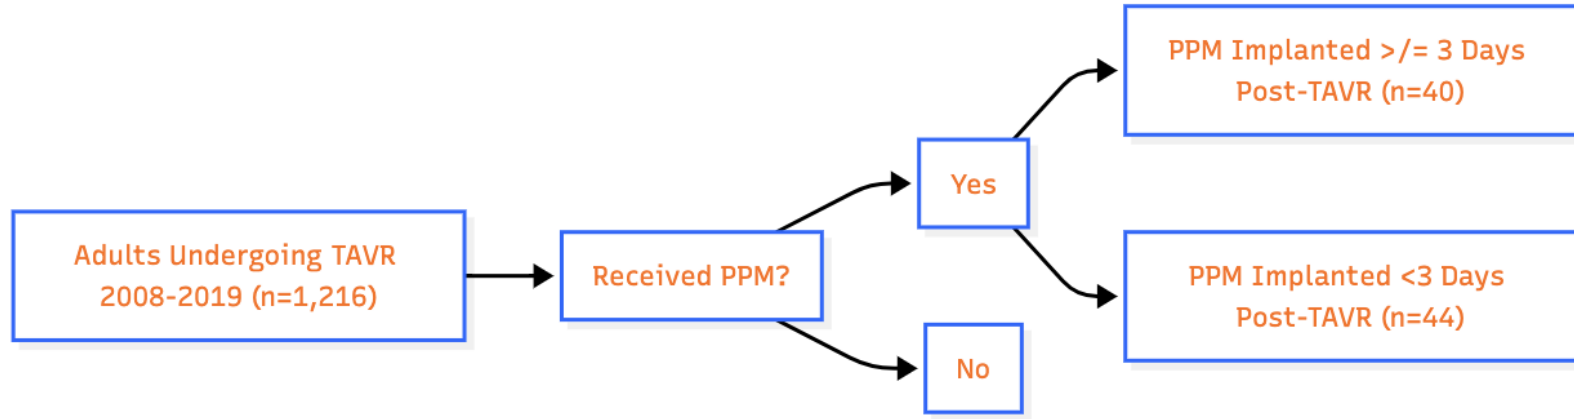 Adults Undergoing TAVR
2008-2019 (n=1,216)
Received PPM?
Yes
No
PPM Implanted >/= 3 Days
Post-TAVR (n=40)
PPM Implanted <3 Days
Post-TAVR (n=44)